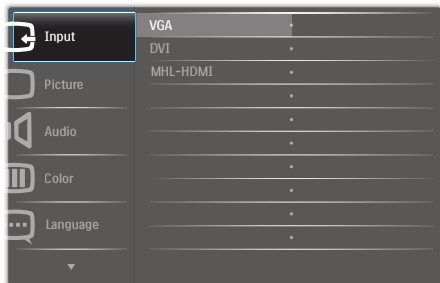 Input
Picture
Audio
Color
Language
VGA
DVI
MHL-HDMI